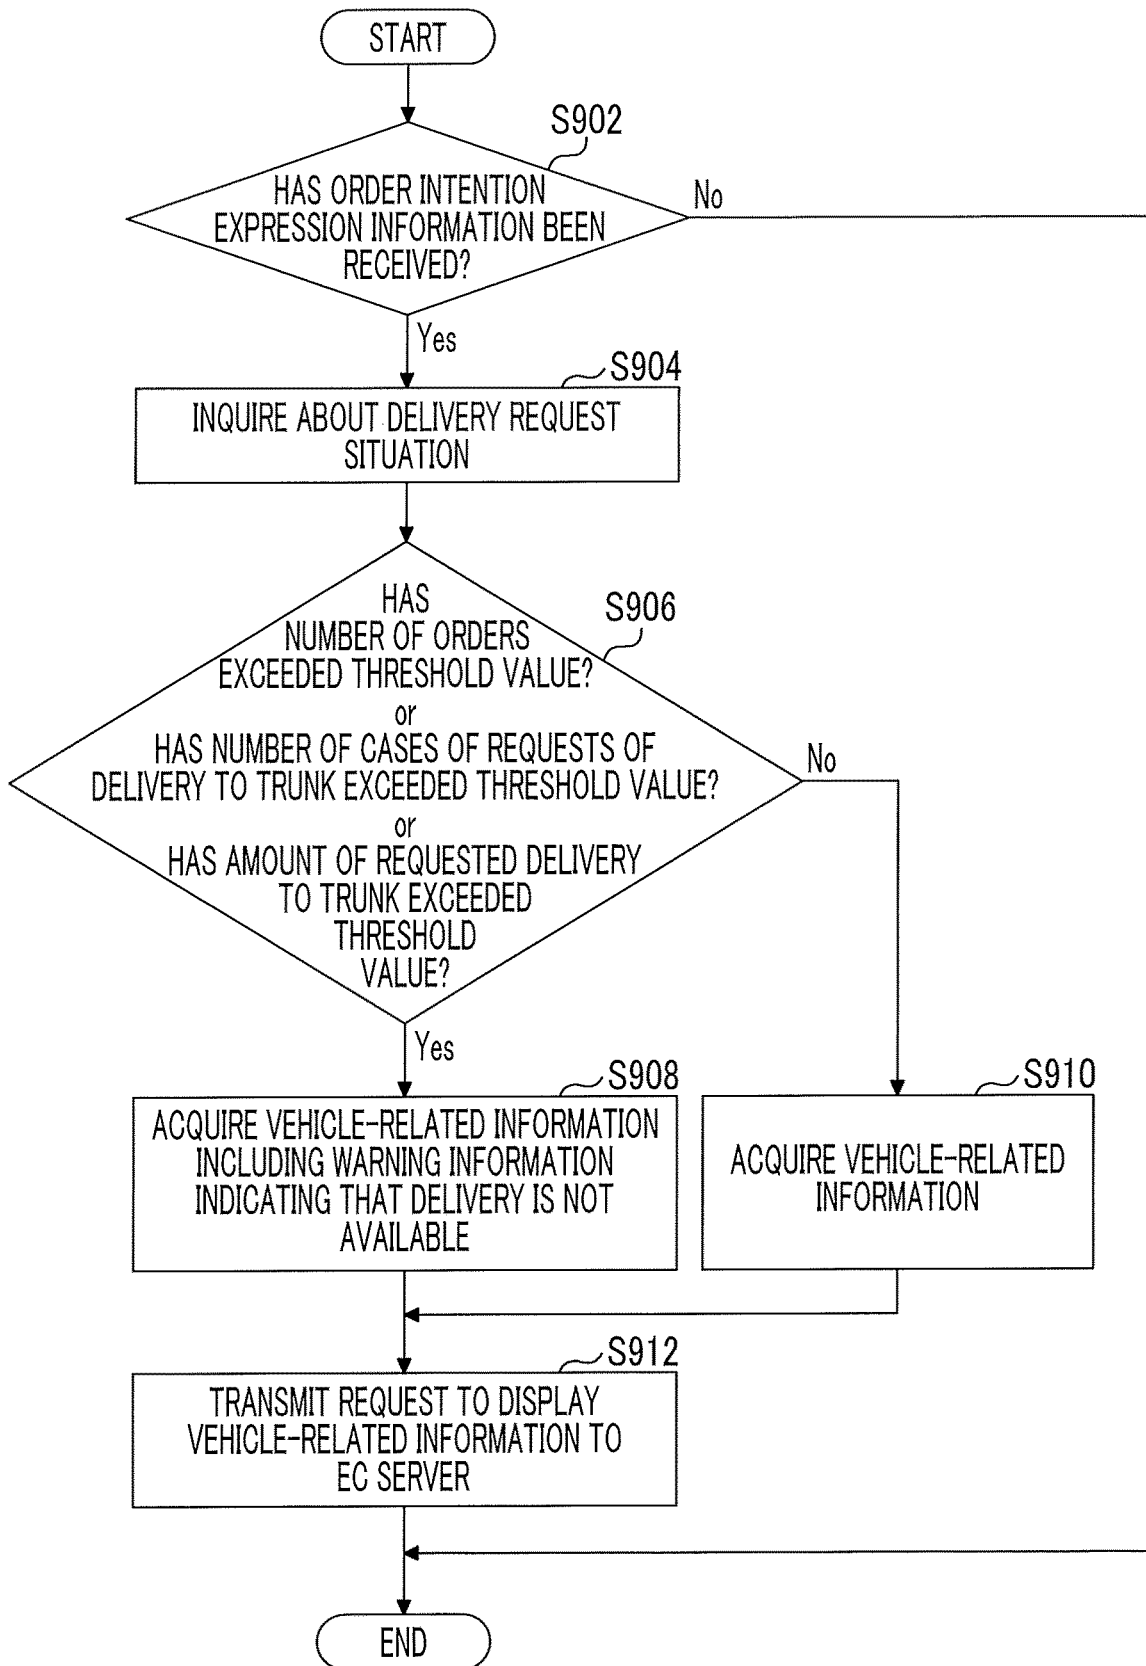 START
S902
HAS ORDER INTENTION
EXPRESSION INFORMATION BEEN
RECEIVED?
No
Yes
S904
INQUIRE ABOUT DELIVERY REQUEST
SITUATION
S906
HAS
NUMBER OF ORDERS
EXCEEDED THRESHOLD VALUE?
or
HAS NUMBER OF CASES OF REQUESTS OF
DELIVERY TO TRUNK EXCEEDED THRESHOLD VALUE?
or
HAS AMOUNT OF REQUESTED DELIVERY
TO TRUNK EXCEEDED
THRESHOLD
VALUE?
No
Yes
S908
ACQUIRE VEHICLE-RELATED INFORMATION
INCLUDING WARNING INFORMATION
INDICATING THAT DELIVERY IS NOT
AVAILABLE
S910
ACQUIRE VEHICLE-RELATED
INFORMATION
S912
TRANSMIT REQUEST TO DISPLAY
VEHICLE-RELATED INFORMATION TO
EC SERVER
END